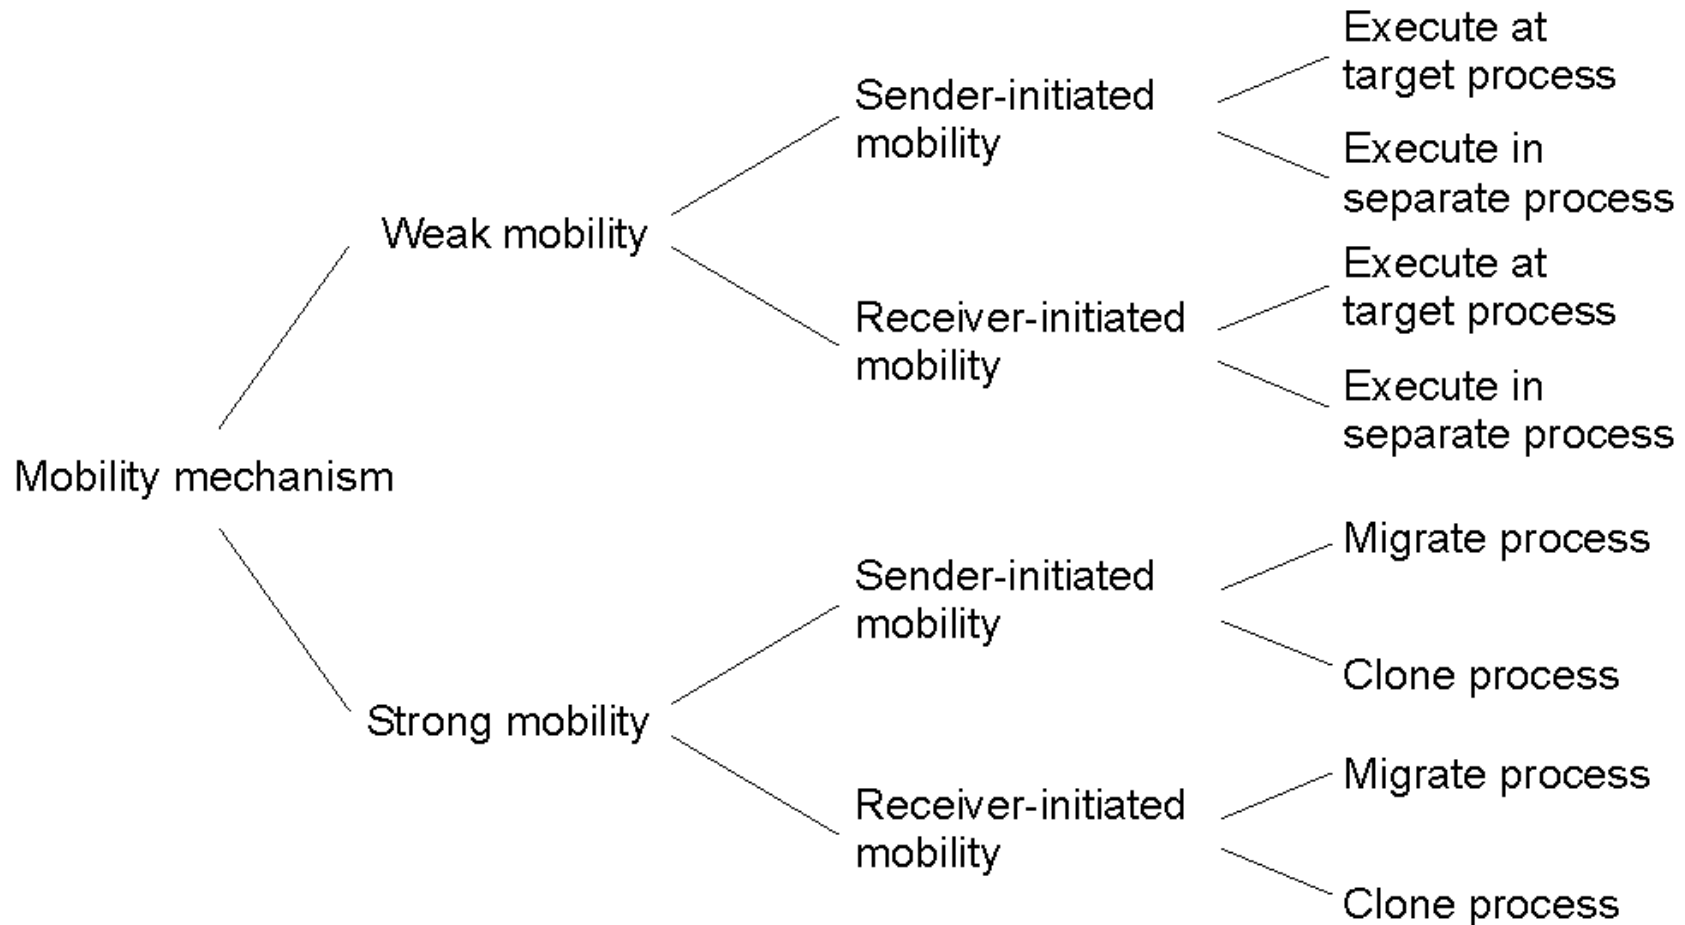 Execute at
target process
Sender-initiated
mobility
Execute in
separate process
Weak mobility
Execute at
target process
Receiver-initiated
mobility
Execute in
separate process
Mobility mechanism
Migrate process
Sender-initiated
mobility
Clone process
Strong mobility
Migrate process
Receiver-initiated
mobility
Clone process